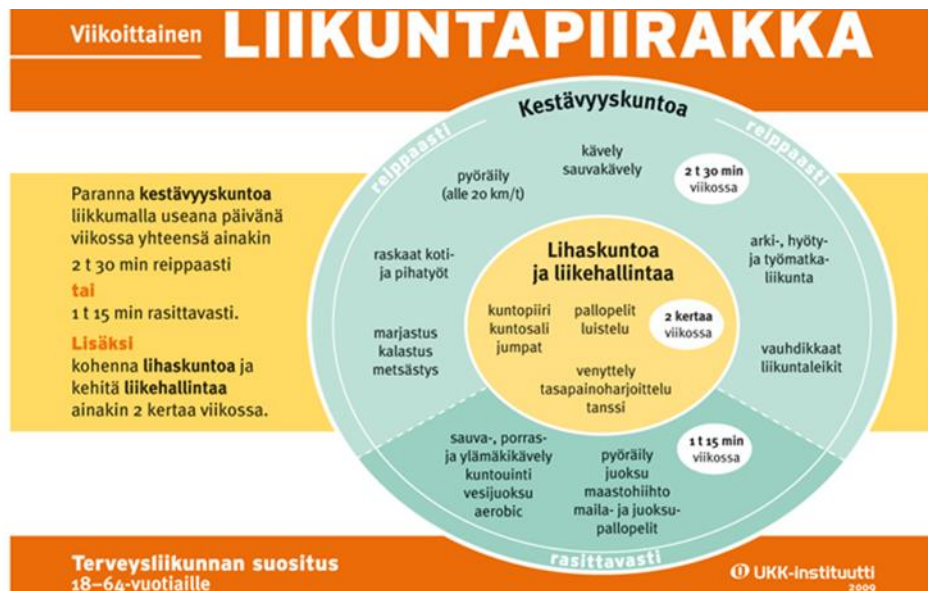 Viikoittainen LIIKUNTAPIIRAKKA
Paranna kestävyyskuntoa
liikkumalla useana päivänä
viikossa yhteensä ainakin
2 t 30 min reippaasti
tai
1 t 15 min rasittavasti.
Lisäksi
kohenna lihaskuntoa ja
kehitä liikehallintaa
ainakin 2 kertaa viikossa.
Kestävyyskuntoa
reippaasti
reippaasti
kävely
sauvakävely
2 t 30 min
viikossa
pyöräily
(alle 20 km/t)
raskaat koti-
ja pihatyöt
marjastus
kalastus
metsästys
arki-, hyöty-
ja työmatka-
liikunta
vauhdikkaat
liikuntaleikit
Lihaskuntoa
ja liikehallintaa
kuntopiiri
kuntosali
jumpat
pallopelit
luistelu
2 kertaa
viikossa
venyttely
tasapainoharjoittelu
tanssi
sauva-, porras-
ja ylämäkikävely
kuntouinti
vesijuoksu
aerobic
pyöräily
juoksu
maastohiihto
maila- ja juoksu-
pallopelit
1 t 15 min
viikossa
rasittavasti
Terveysliikunnan suositus
18–64-vuotiaille
UKK-instituutti
2009